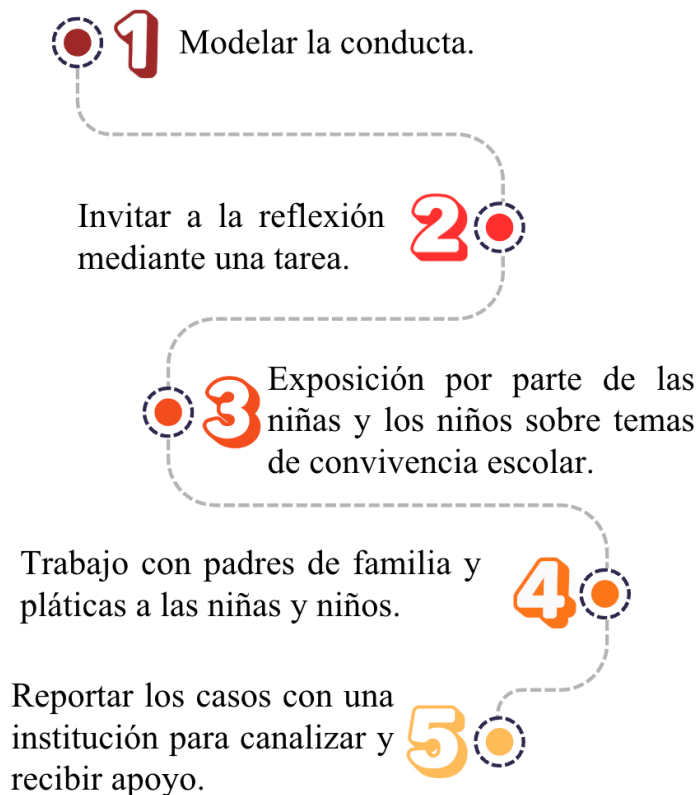 1 Modelar la conducta.
Invitar a la reflexión 2
mediante una tarea.
3 Exposición por parte de las
niñas y los niños sobre temas
de convivencia escolar.
Trabajo con padres de familia y 4
pláticas a las niñas y niños.
Reportar los casos con una
institución para canalizar y 5
recibir apoyo.